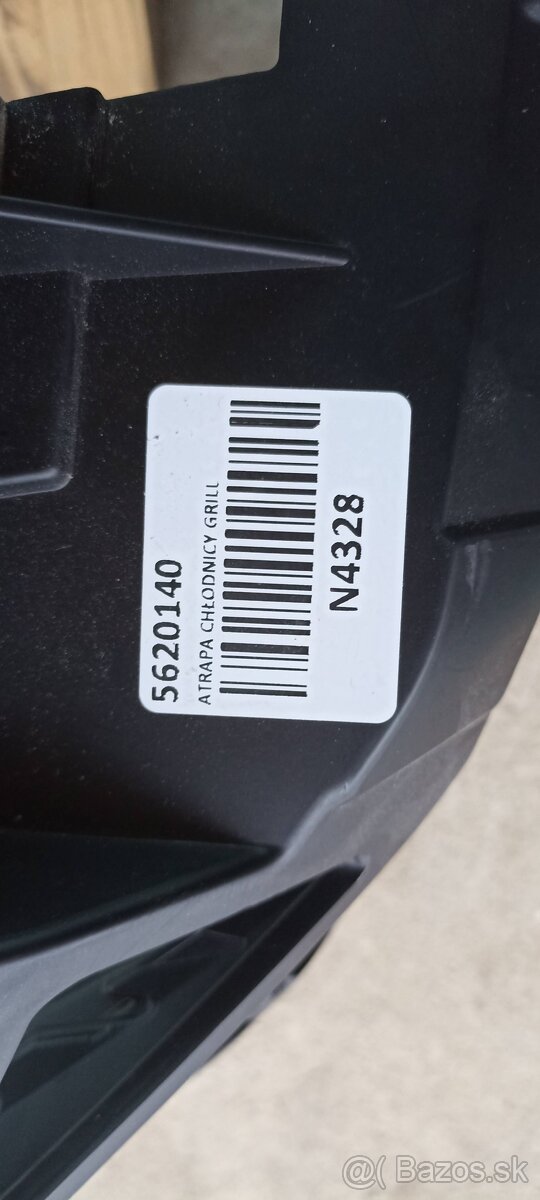 5620140
ATRAPA CHŁODNICY GRILL
N4328
@ Bazos.sk